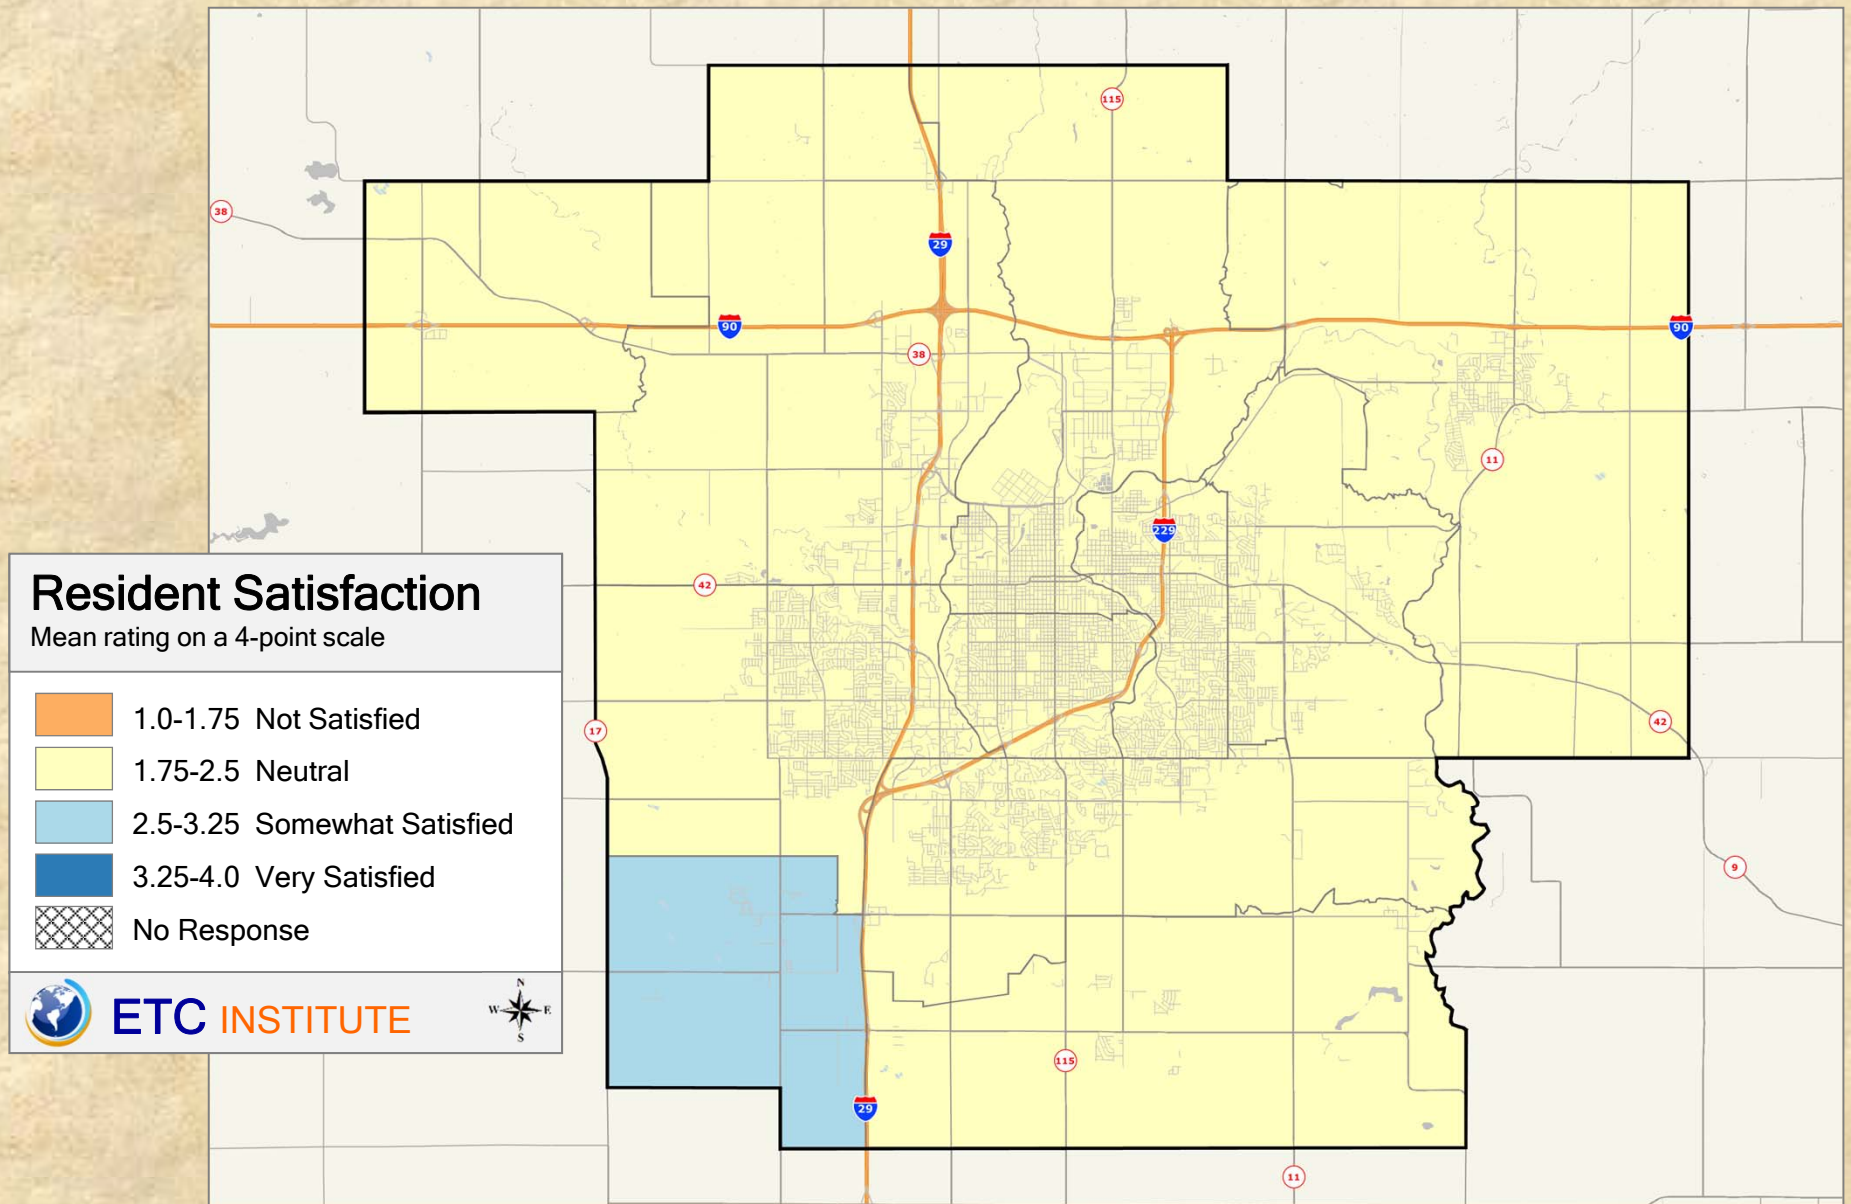 115
38
29
90
90
38
11
229
42
17
42
9
115
29
11
Resident Satisfaction
Mean rating on a 4-point scale
1.0-1.75 Not Satisfied
1.75-2.5 Neutral
2.5-3.25 Somewhat Satisfied
3.25-4.0 Very Satisfied
No Response
ETC INSTITUTE
N
W E
S